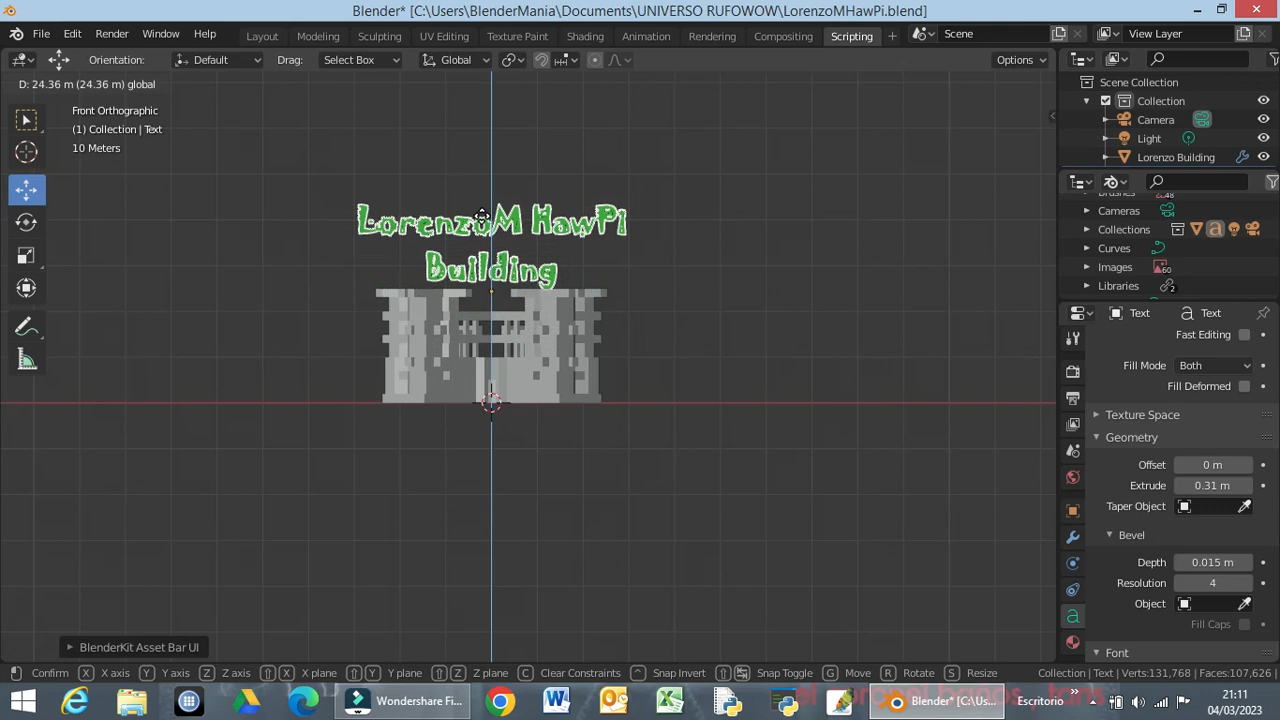 Blender* [C:\Users\BlenderMania\Documents\UNIVERSO RUFOWOW\LorenzoMHawPi.blend]
File Edit Render Window Help Layout Modeling Sculpting UV Editing Texture Paint Shading Animation Rendering Compositing Scripting + Scene View Layer
Orientation: Default Drag: Select Box Global Options
D: 24.36 m (24.36 m) global
Front Orthographic
(1) Collection | Text
10 Meters
LorenzoM HawPi
Building
Scene Collection
Collection
Camera
Light
Lorenzo Building
Brushes 48
Cameras
Collections
Curves
Images 60
Libraries 2
Text Text
Fast Editing
Fill Mode Both
Fill Deformed
Texture Space
Geometry
Offset 0 m
Extrude 0.31 m
Taper Object
Bevel
Depth 0.015 m
Resolution 4
Object
Fill Caps
Font
BlenderKit Asset Bar UI
Confirm X X axis Y Y axis Z Z axis X X plane Y Y plane Z Z plane C Clear Constraints Snap Invert Snap Toggle G Move R Rotate S Resize Collection | Text | Verts:131,768 | Faces:107,626
Wondershare Fi... Blender* [C:\Us... Escritorio
21:11
04/03/2023